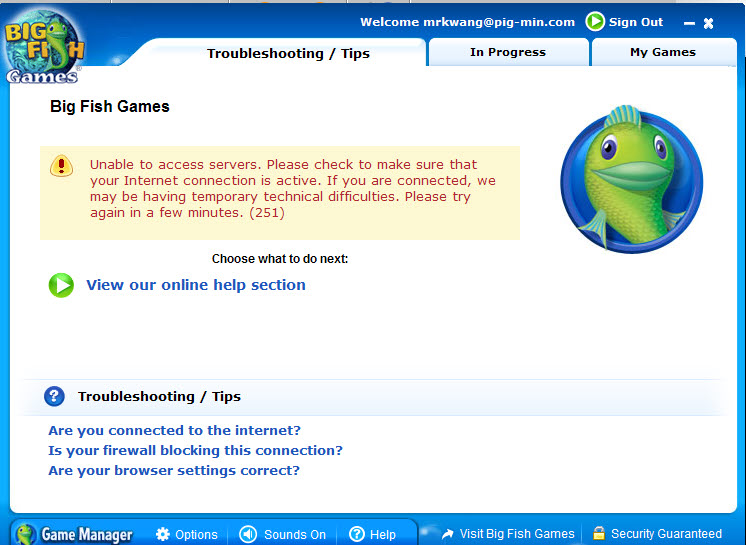 BIG FISH Games
Welcome mrkwang@pig-min.com Sign Out
Troubleshooting / Tips In Progress My Games
Big Fish Games
Unable to access servers. Please check to make sure that
your Internet connection is active. If you are connected, we
may be having temporary technical difficulties. Please try
again in a few minutes. (251)
Choose what to do next:
View our online help section
? Troubleshooting / Tips
Are you connected to the internet?
Is your firewall blocking this connection?
Are your browser settings correct?
Game Manager Options Sounds On ? Help Visit Big Fish Games Security Guaranteed